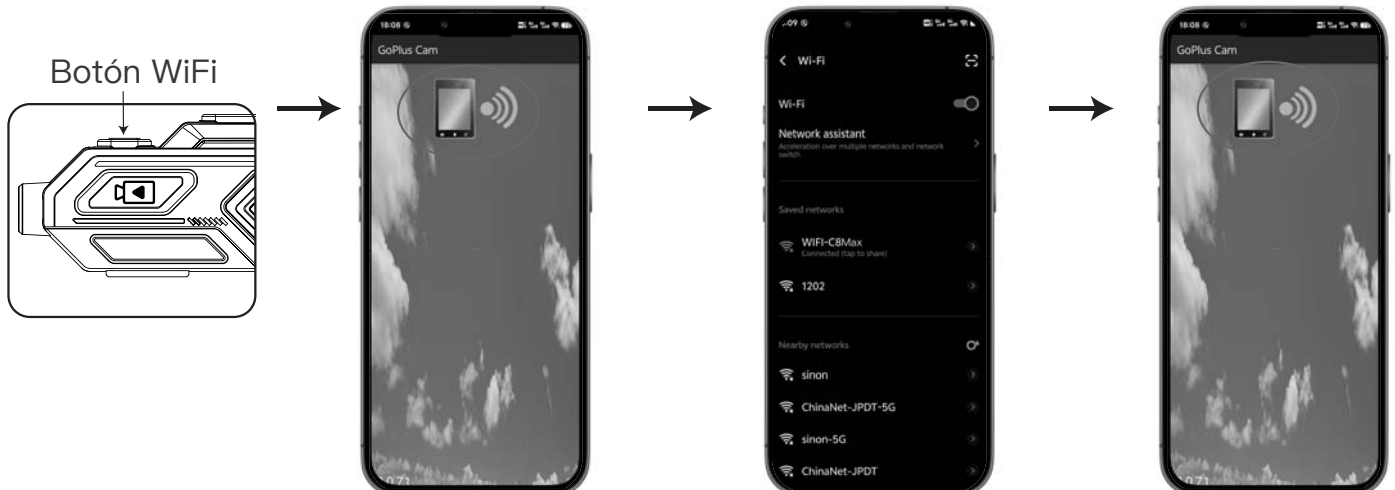 Botón WiFi
18:08
GoPlus Cam
:09
Wi-Fi
Wi-Fi
Network assistant
Acceleration over multiple networks and network
switch
Saved networks
WIFI-C8Max
Connected (tap to share)
1202
Nearby networks
sinon
ChinaNet-JPDT-5G
sinon-5G
ChinaNet-JPDT
18:08
GoPlus Cam